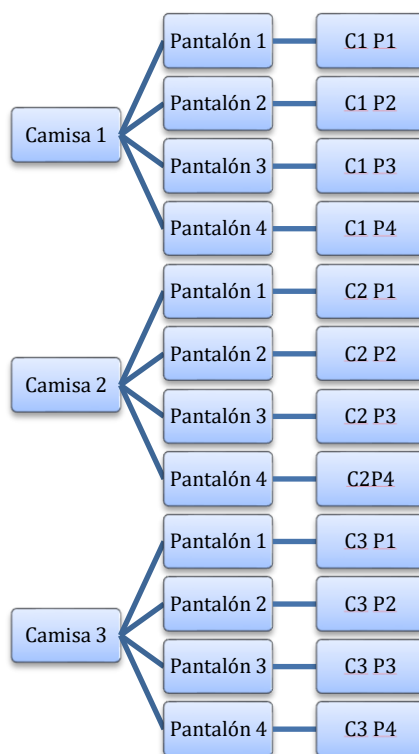 Pantalón 1
C1 P1
Pantalón 2
C1 P2
Camisa 1
Pantalón 3
C1 P3
Pantalón 4
C1 P4
Pantalón 1
C2 P1
Pantalón 2
C2 P2
Camisa 2
Pantalón 3
C2 P3
Pantalón 4
C2P4
Pantalón 1
C3 P1
Pantalón 2
C3 P2
Camisa 3
Pantalón 3
C3 P3
Pantalón 4
C3 P4